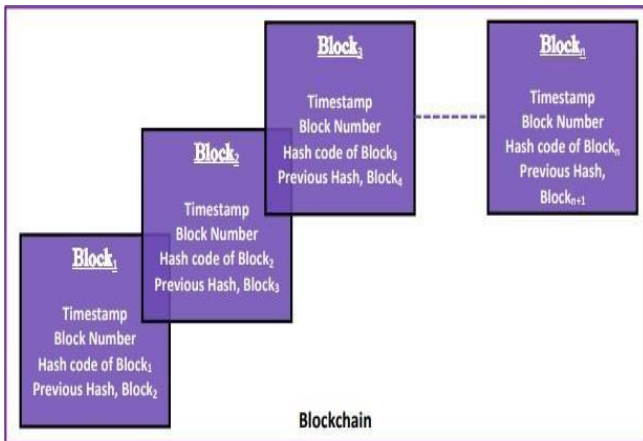 Block₁
Timestamp
Block Number
Hash code of Block₁
Previous Hash, Block₂
Block₂
Timestamp
Block Number
Hash code of Block₂
Previous Hash, Block₃
Block₃
Timestamp
Block Number
Hash code of Block₃
Previous Hash, Block₄
Blockₙ
Timestamp
Block Number
Hash code of Blockₙ
Previous Hash,
Blockₙ₊₁
Blockchain